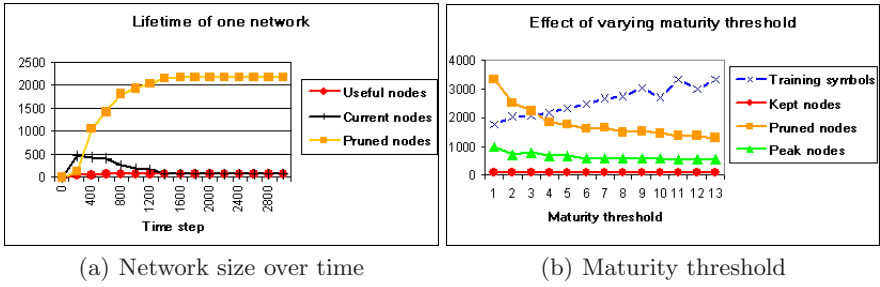 Lifetime of one network
2500
2000
1500
1000
500
0
0
400
800
1200
1600
2000
2400
2800
Time step
Useful nodes
Current nodes
Pruned nodes
(a) Network size over time
Effect of varying maturity threshold
4000
3000
2000
1000
0
1 2 3 4 5 6 7 8 9 10 11 12 13
Maturity threshold
Training symbols
Kept nodes
Pruned nodes
Peak nodes
(b) Maturity threshold